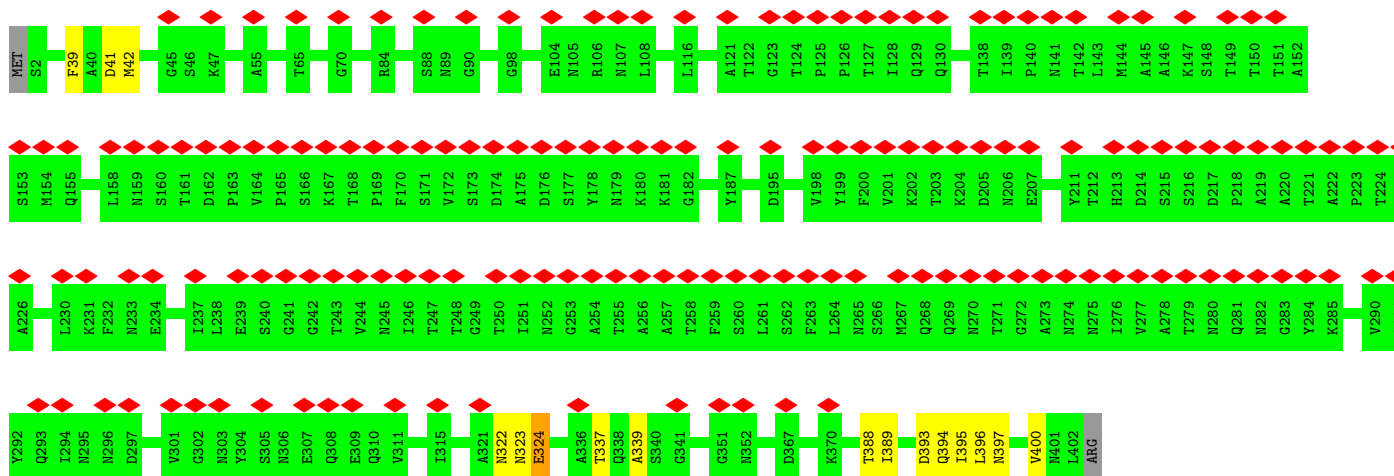 MET S2 F39 A40 D41 M42 G45 S46 K47 A55 T65 G70 R84 S88 N89 G90 G98 E104 N105 R106 N107 L108 L116 A121 T122 G123 T124 P125 P126 T127 I128 Q129 Q130 T138 I139 P140 N141 T142 L143 M144 A145 A146 K147 S148 T149 T150 T151 A152
S153 M154 Q155 L158 N159 S160 T161 D162 P163 V164 P165 S166 K167 T168 P169 F170 S171 V172 S173 D174 A175 D176 S177 Y178 N179 K180 K181 G182 Y187 D195 V198 Y199 F200 V201 K202 T203 K204 D205 N206 E207 Y211 T212 H213 D214 S215 S216 D217 P218 A219 A220 T221 A222 P223 T224
A226 L230 K231 F232 N233 E234 I237 L238 E239 S240 G241 G242 T243 V244 N245 I246 T247 T248 G249 T250 I251 N252 G253 A254 T255 A256 A257 T258 F259 S260 L261 S262 F263 L264 N265 S266 M267 Q268 Q269 N270 T271 G272 A273 N274 N275 I276 V277 A278 T279 N280 Q281 N282 G283 Y284 K285 V290
Y292 Q293 I294 N295 N296 D297 V301 G302 N303 Y304 S305 N306 E307 Q308 E309 Q310 V311 I315 A321 N322 N323 E324 A336 T337 Q338 A339 S340 G341 G351 N352 D367 K370 T388 I389 D393 Q394 I395 L396 N397 V400 N401 L402 ARG